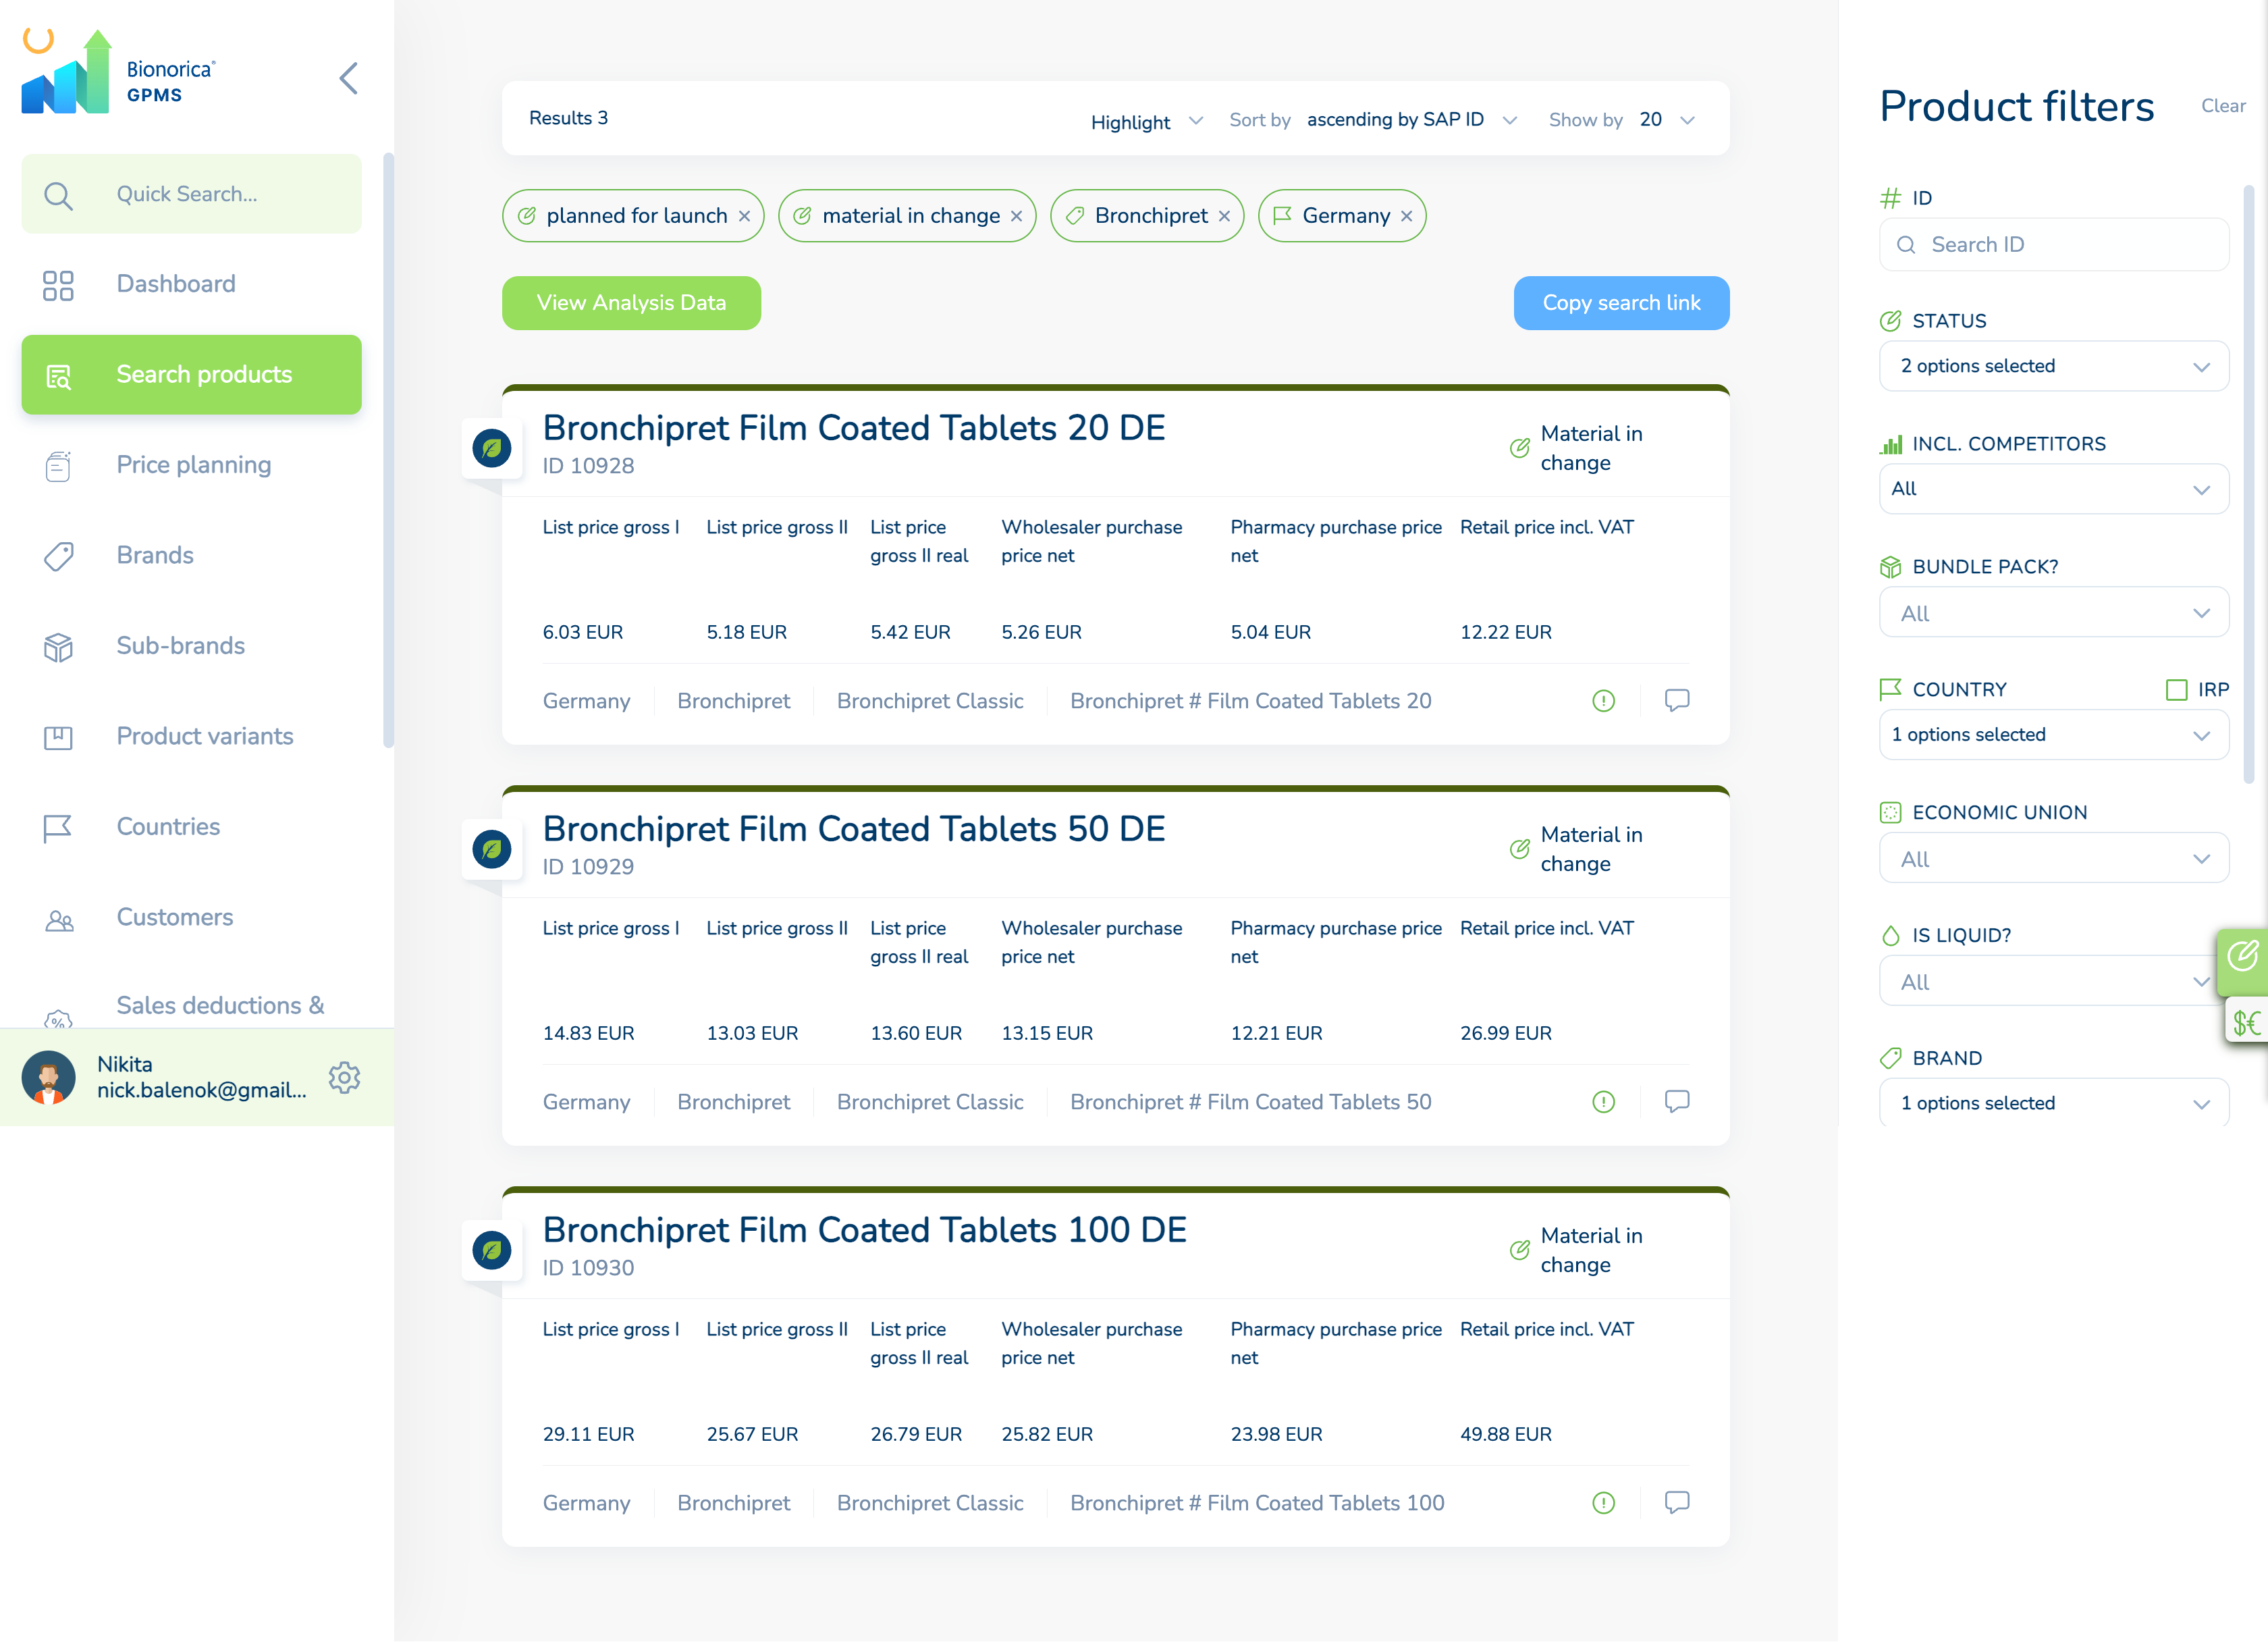 Bionorica®
GPMS
Quick Search...
Dashboard
Search products
Price planning
Brands
Sub-brands
Product variants
Countries
Customers
Sales deductions &
Nikita
nick.balenok@gmail...
Results 3
Highlight
Sort by ascending by SAP ID
Show by 20
planned for launch
material in change
Bronchipret
Germany
View Analysis Data
Copy search link
Bronchipret Film Coated Tablets 20 DE
ID 10928
Material in
change
List price gross I
List price gross II
List price
gross II real
Wholesaler purchase
price net
Pharmacy purchase price
net
Retail price incl. VAT
6.03 EUR
5.18 EUR
5.42 EUR
5.26 EUR
5.04 EUR
12.22 EUR
Germany
Bronchipret
Bronchipret Classic
Bronchipret # Film Coated Tablets 20
Bronchipret Film Coated Tablets 50 DE
ID 10929
Material in
change
List price gross I
List price gross II
List price
gross II real
Wholesaler purchase
price net
Pharmacy purchase price
net
Retail price incl. VAT
14.83 EUR
13.03 EUR
13.60 EUR
13.15 EUR
12.21 EUR
26.99 EUR
Germany
Bronchipret
Bronchipret Classic
Bronchipret # Film Coated Tablets 50
Bronchipret Film Coated Tablets 100 DE
ID 10930
Material in
change
List price gross I
List price gross II
List price
gross II real
Wholesaler purchase
price net
Pharmacy purchase price
net
Retail price incl. VAT
29.11 EUR
25.67 EUR
26.79 EUR
25.82 EUR
23.98 EUR
49.88 EUR
Germany
Bronchipret
Bronchipret Classic
Bronchipret # Film Coated Tablets 100
Product filters
Clear
ID
Search ID
STATUS
2 options selected
INCL. COMPETITORS
All
BUNDLE PACK?
All
COUNTRY
IRP
1 options selected
ECONOMIC UNION
All
IS LIQUID?
All
$€
BRAND
1 options selected